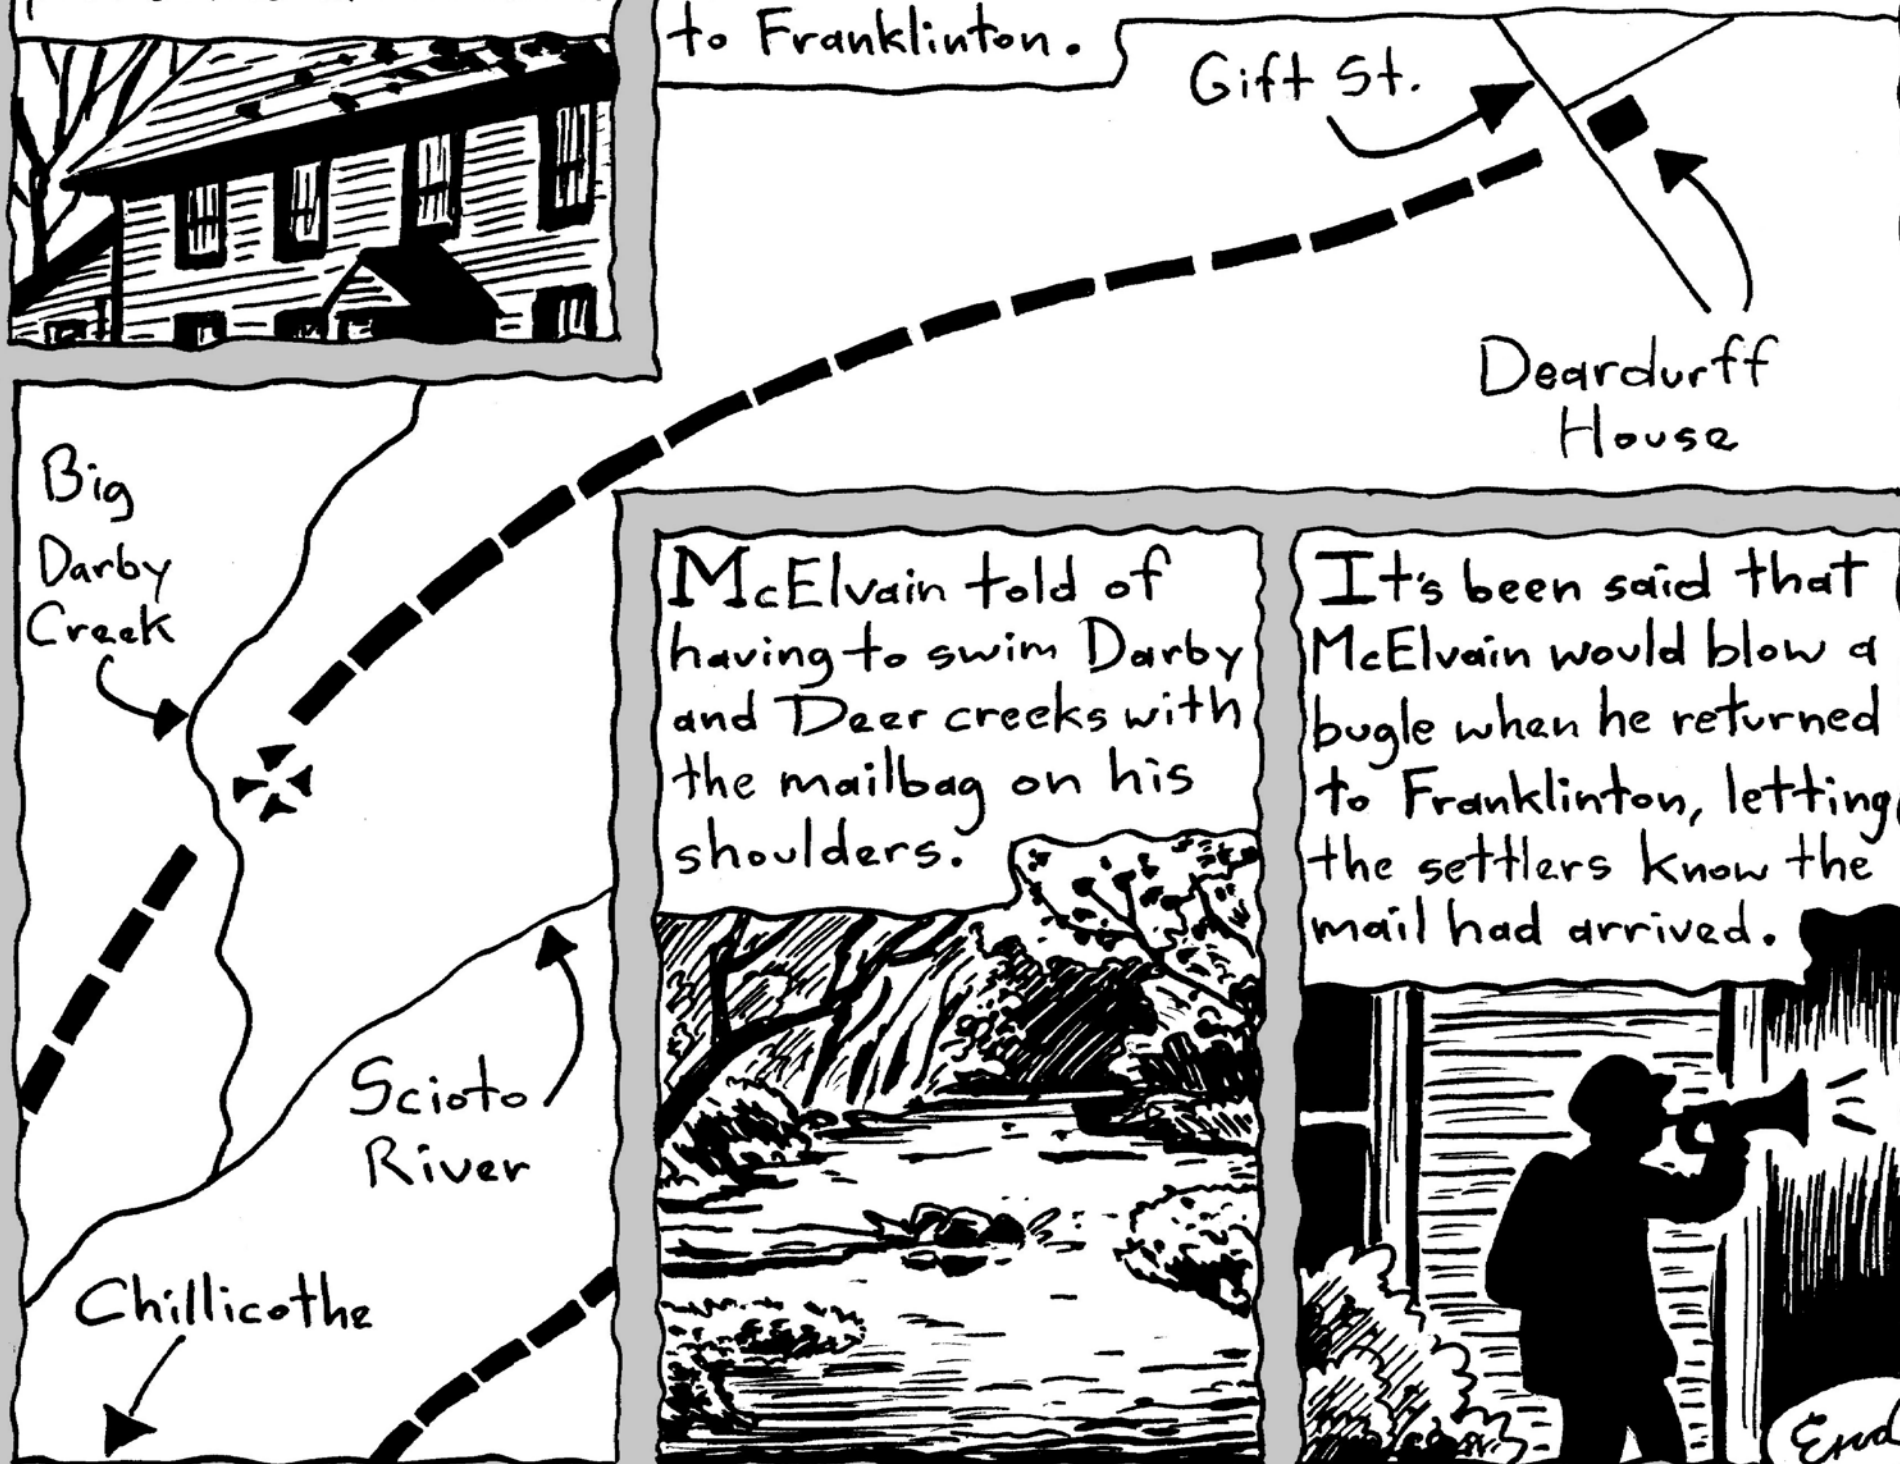 to Franklinton.
Gift St.
Deardurff
House
Big
Darby
Creek
Scioto
River
Chillicothe
McElvain told of
having to swim Darby
and Deer creeks with
the mailbag on his
shoulders.
It's been said that
McElvain would blow a
bugle when he returned
to Franklinton, letting
the settlers know the
mail had arrived.